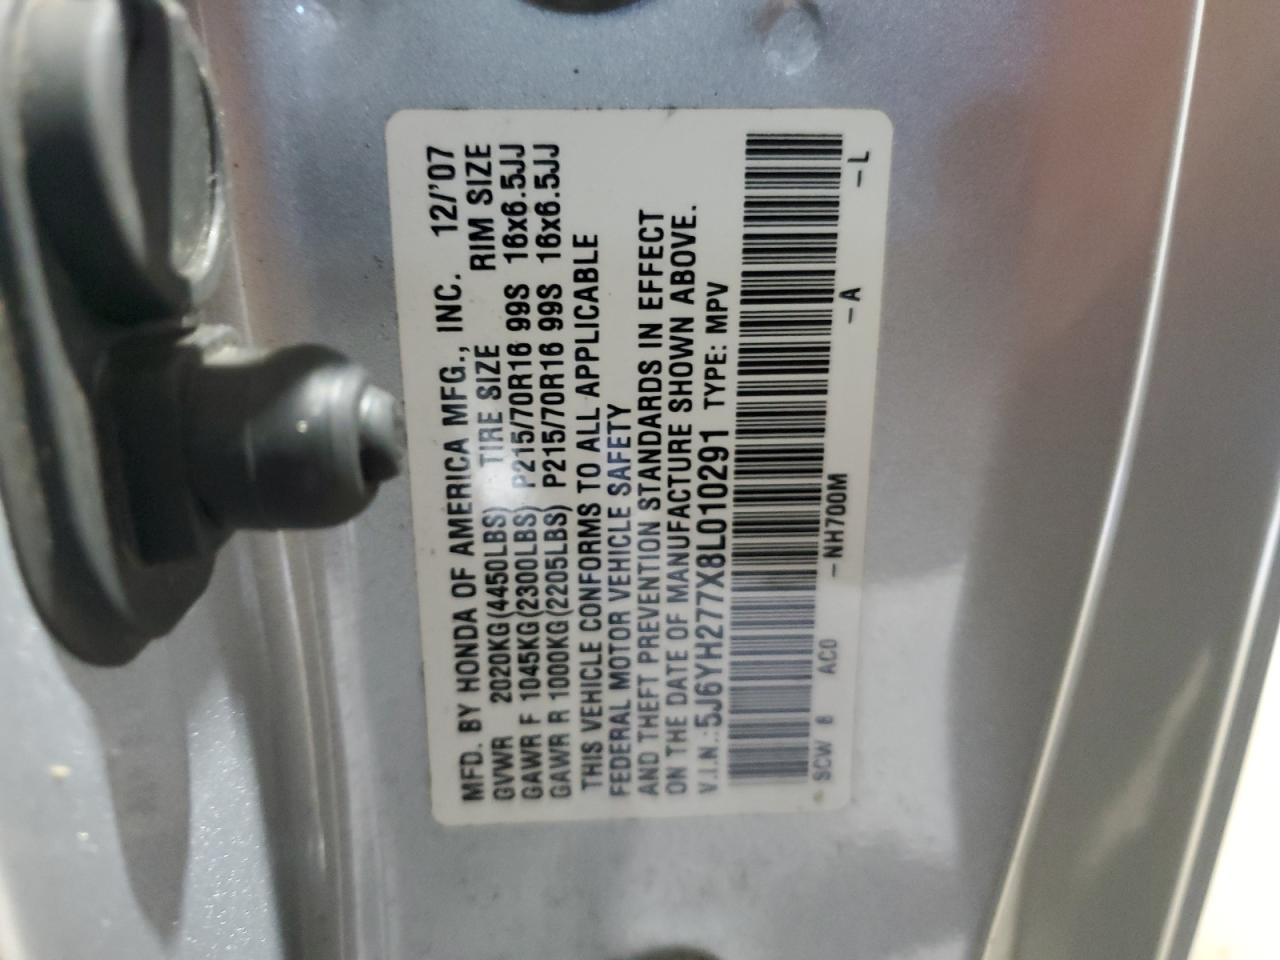 MFD. BY HONDA OF AMERICA MFG., INC. 12/'07
GVWR 2020KG(4450LBS) TIRE SIZE RIM SIZE
GAWR F 1045KG(2300LBS) P215/70R16 99S 16x6.5JJ
GAWR R 1000KG(2205LBS) P215/70R16 99S 16x6.5JJ
THIS VEHICLE CONFORMS TO ALL APPLICABLE
FEDERAL MOTOR VEHICLE SAFETY
AND THEFT PREVENTION STANDARDS IN EFFECT
ON THE DATE OF MANUFACTURE SHOWN ABOVE.
V.I.N.:5J6YH277X8L010291 TYPE: MPV
SCW 8 AC0 -NH700M -A -L